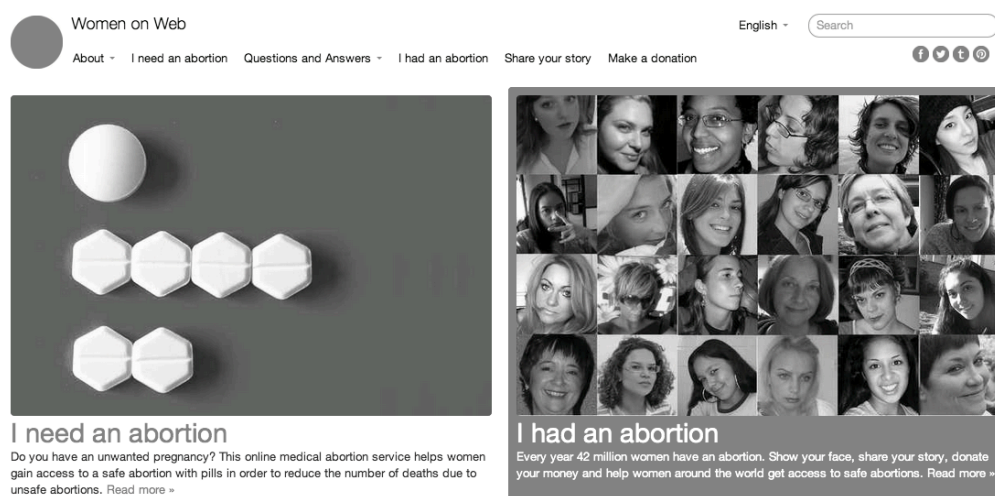 Women on Web
English
Search
About
I need an abortion
Questions and Answers
I had an abortion
Share your story
Make a donation
I need an abortion
Do you have an unwanted pregnancy? This online medical abortion service helps women
gain access to a safe abortion with pills in order to reduce the number of deaths due to
unsafe abortions. Read more »
I had an abortion
Every year 42 million women have an abortion. Show your face, share your story, donate
your money and help women around the world get access to safe abortions. Read more »